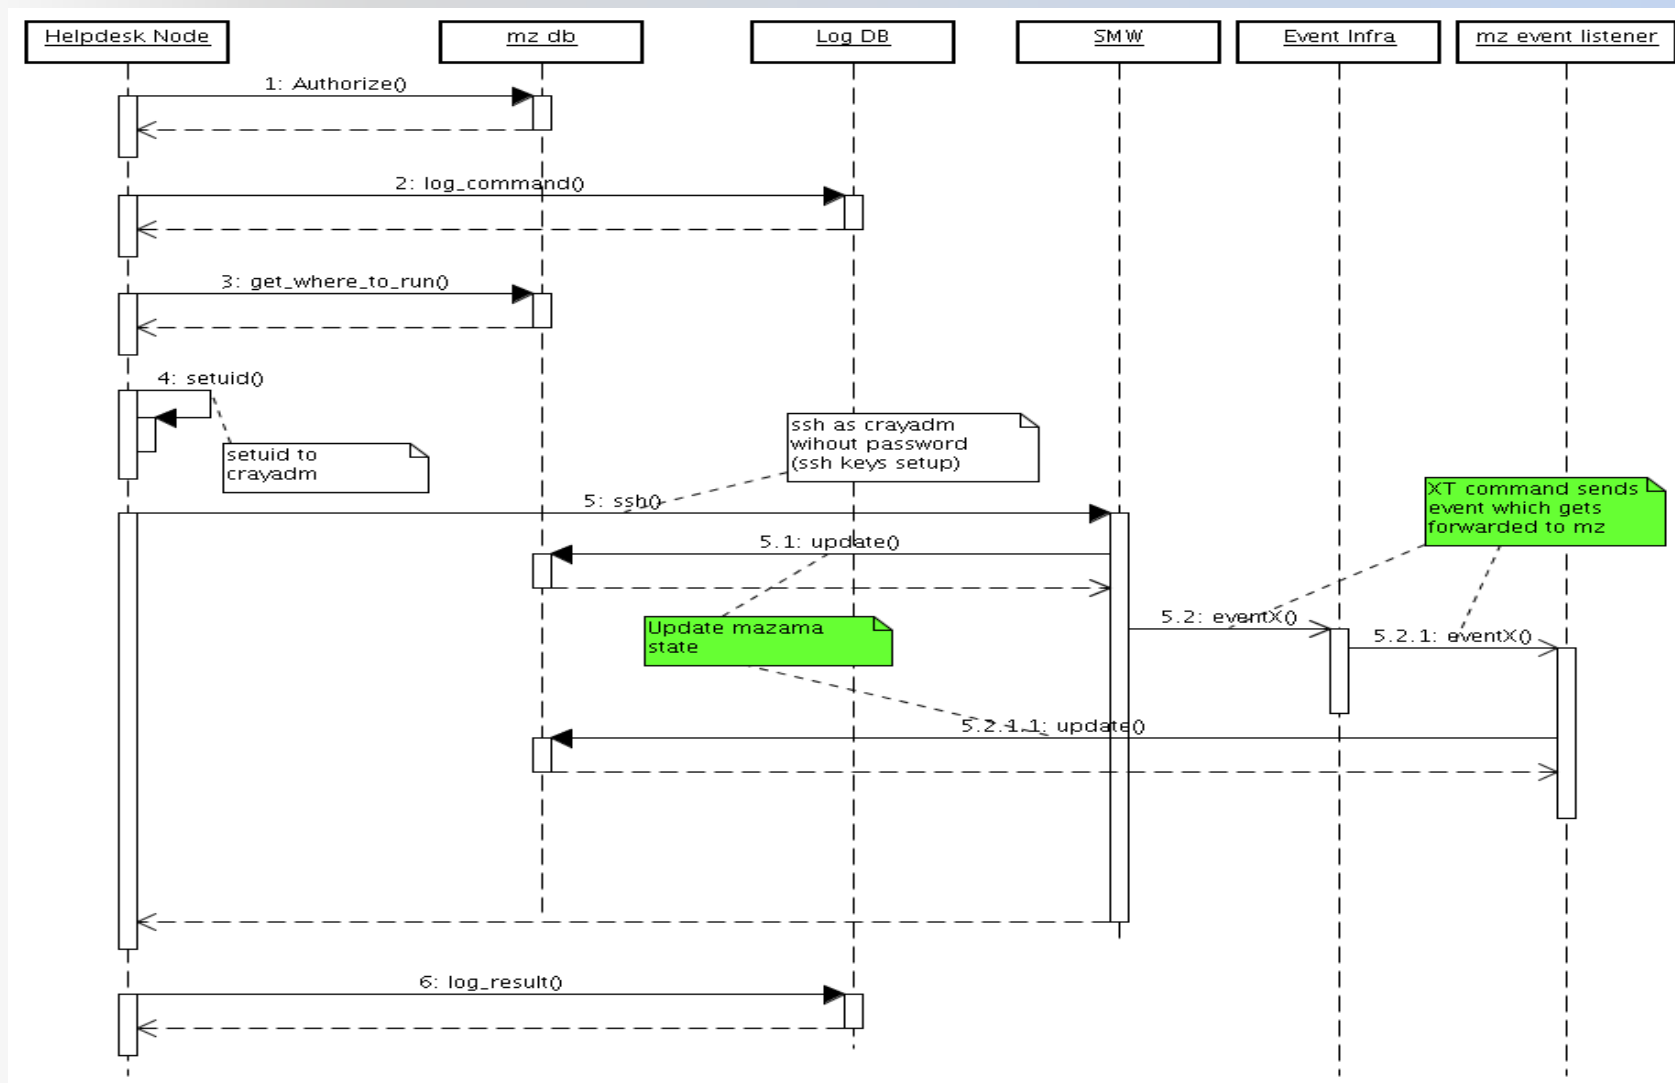 Helpdesk Node
mz db
Log DB
SMW
Event Infra
mz event listener
1: Authorize()
2: log_command()
3: get_where_to_run()
4: setuid()
setuid to
crayadm
ssh as crayadm
wihout password
(ssh keys setup)
5: ssh()
XT command sends
event which gets
forwarded to mz
5.1: update()
5.2: eventX()
5.2.1: eventX()
Update mazama
state
5.2.1.1: update()
6: log_result()